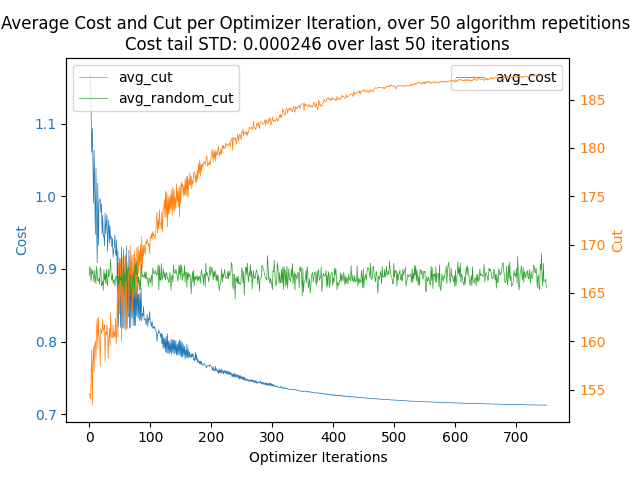 Average Cost and Cut per Optimizer Iteration, over 50 algorithm repetitions
Cost tail STD: 0.000246 over last 50 iterations
avg_cut
avg_random_cut
avg_cost
1.1
1.0
0.9
0.8
0.7
Cost
185
180
175
170
165
160
155
Cut
0 100 200 300 400 500 600 700
Optimizer Iterations